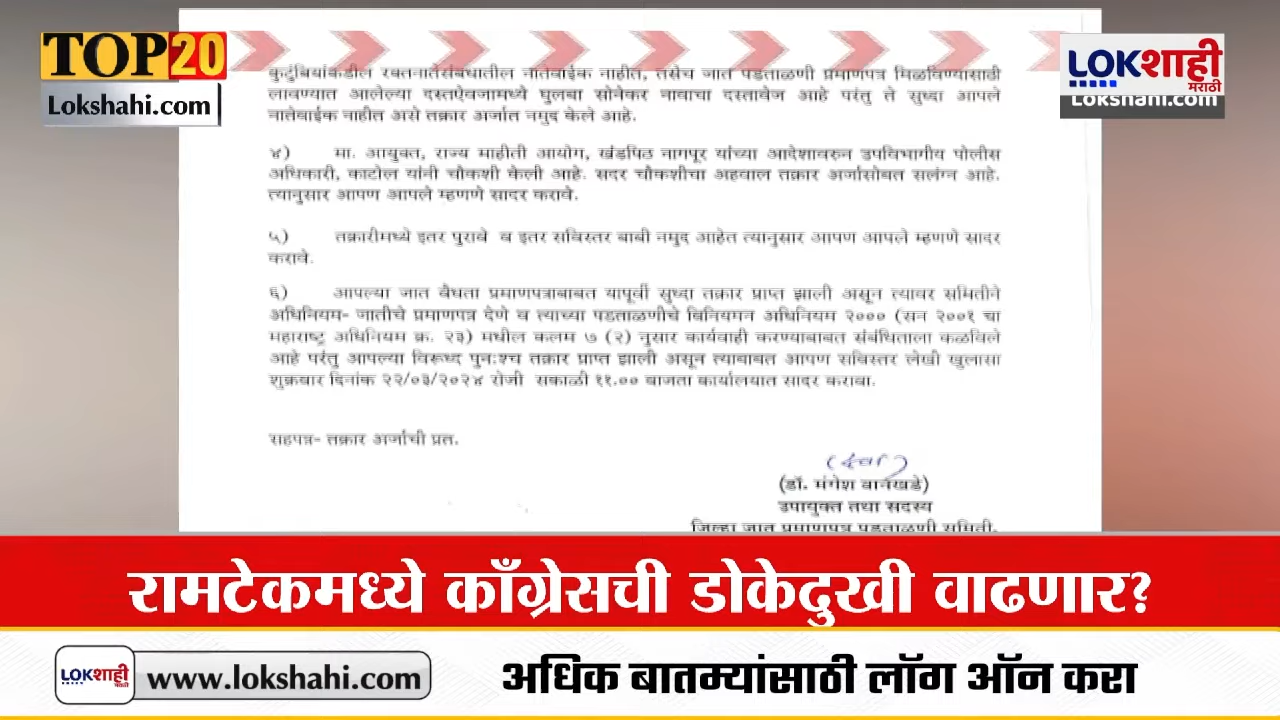 TOP20
Lokshahi.com
LOKशाही
मराठी
Lokshahi.com
कुटुंबियांकडील रक्तनातेसंबंधातील नातेवाईक नाहीत, तसेच जात पडताळणी प्रमाणपत्र मिळविण्यासाठी
लावण्यात आलेल्या दस्तऐवजामध्ये घुलबा सोनेकर नावाचा दस्तावेज आहे परंतु ते सुध्दा आपले
नातेवाईक नाहीत असे तक्रार अर्जात नमुद केले आहे.
४) मा. आयुक्त, राज्य माहीती आयोग, खंडपिठ नागपूर यांच्या आदेशावरुन उपविभागीय पोलीस
अधिकारी, काटोल यांनी चौकशी केली आहे. सदर चौकशीचा अहवाल तक्रार अर्जासोबत सलंग्न आहे.
त्यानुसार आपण आपले म्हणणे सादर करावे.
५) तक्रारीमध्ये इतर पुरावे व इतर सविस्तर बाबी नमुद आहेत त्यानुसार आपण आपले म्हणणे सादर
करावे.
६) आपल्या जात वैधता प्रमाणपत्राबाबत यापूर्वी सुध्दा तक्रार प्राप्त झाली असून त्यावर समितीने
अधिनियम- जातीचे प्रमाणपत्र देणे व त्याच्या पडताळणीचे विनियमन अधिनियम २००० (सन २००१ चा
महाराष्ट्र अधिनियम क्र. २३) मधील कलम ७ (२) नुसार कार्यवाही करण्याबाबत संबंधिताला कळविले
आहे परंतु आपल्या विरूध्द पुन:श्च तक्रार प्राप्त झाली असून त्याबाबत आपण सविस्तर लेखी खुलासा
शुक्रवार दिनांक २२/०३/२०२४ रोजी सकाळी ११.०० वाजता कार्यालयात सादर करावा.
सहपत्र- तक्रार अर्जाची प्रत.
(डॉ. मंगेश वानखडे)
उपायुक्त तथा सदस्य
जिल्हा जात प्रमाणपत्र पडताळणी समिती,
रामटेकमध्ये काँग्रेसची डोकेदुखी वाढणार?
LOKशाही
मराठी
www.lokshahi.com
अधिक बातम्यांसाठी लॉग ऑन करा